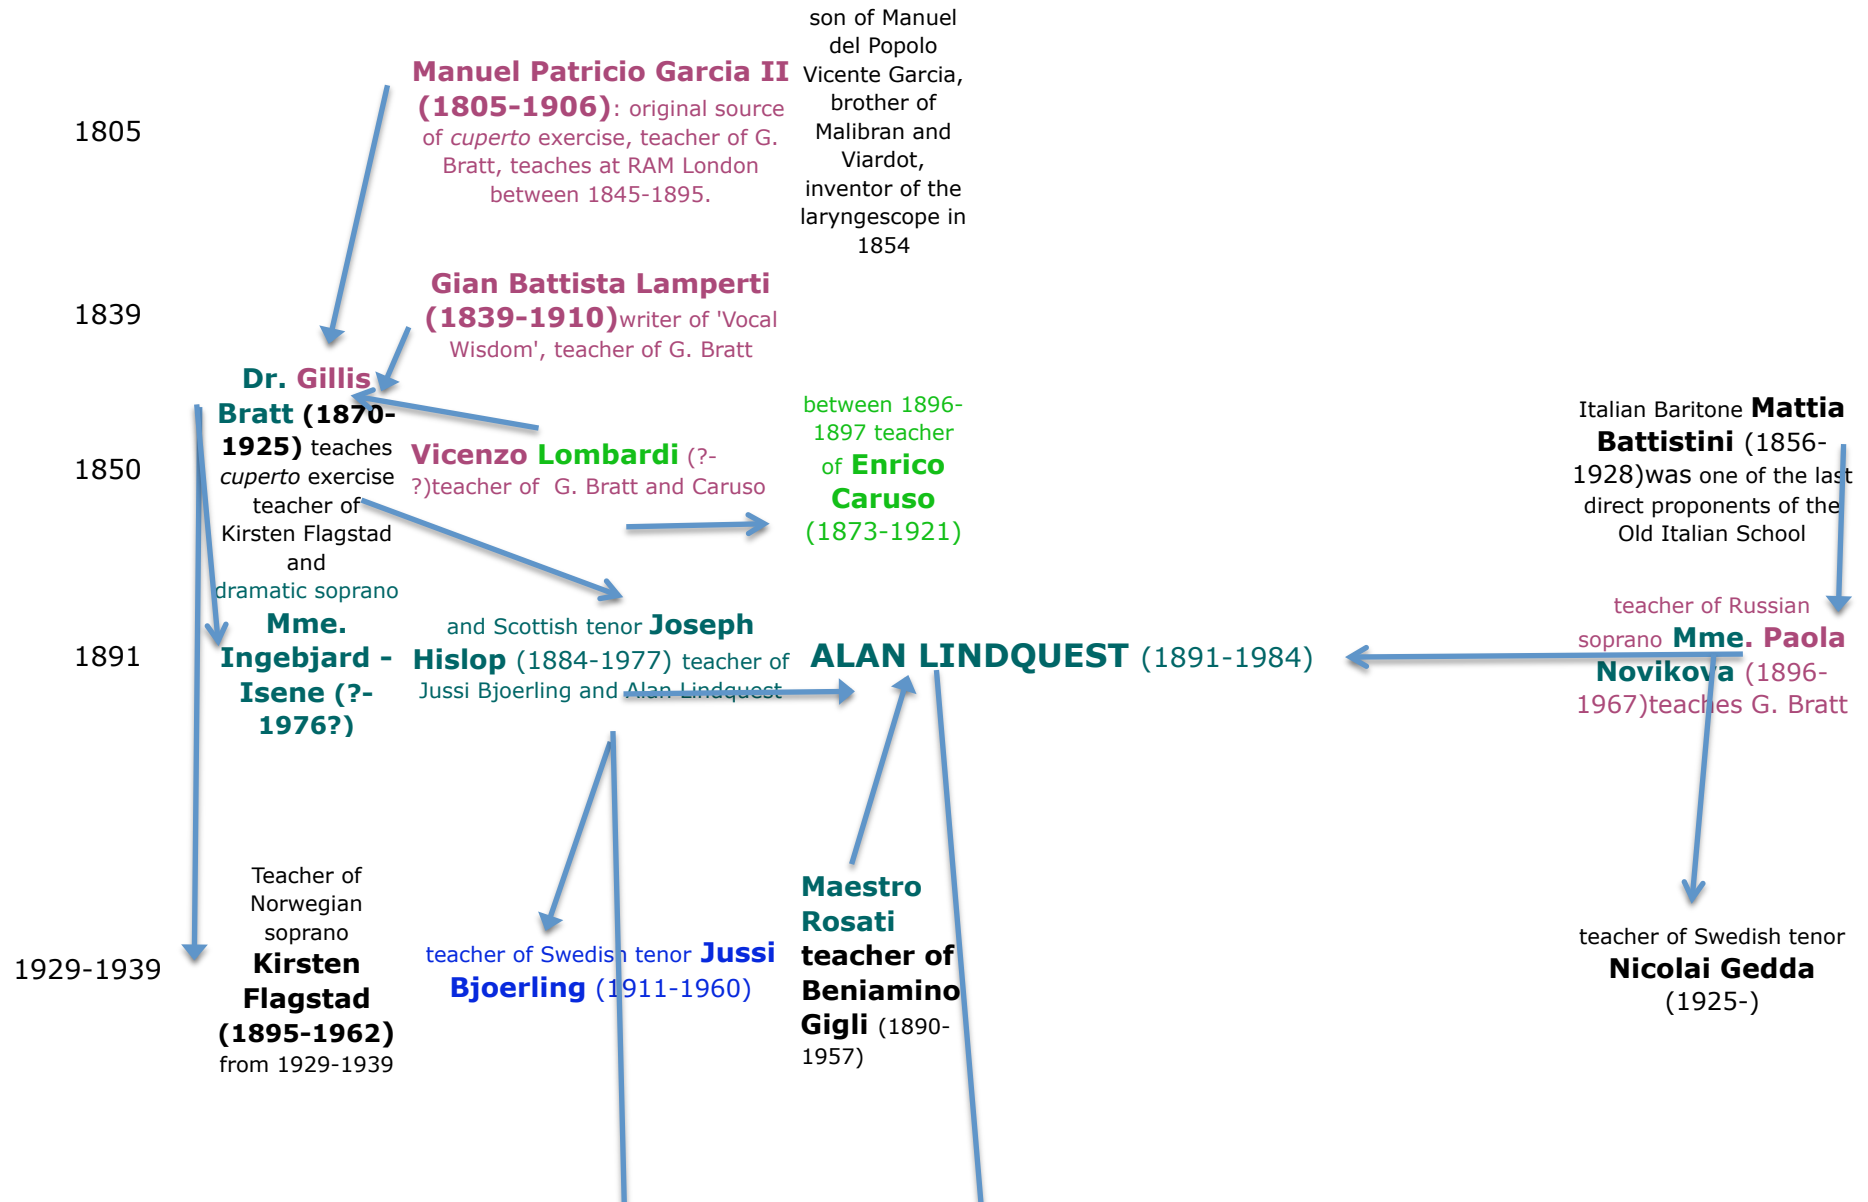 son of Manuel
del Popolo
Vicente Garcia,
brother of
Malibran and
Viardot,
inventor of the
laryngescope in
1854
1805
Manuel Patricio Garcia II
(1805-1906): original source
of cuperto exercise, teacher of G.
Bratt, teaches at RAM London
between 1845-1895.
1839
Gian Battista Lamperti
(1839-1910)writer of 'Vocal
Wisdom', teacher of G. Bratt
1850
Dr. Gillis
Bratt (1870-
1925) teaches
cuperto exercise
teacher of
Kirsten Flagstad
and
dramatic soprano
Mme.
Ingebjard -
Isene (?-
1976?)
Vicenzo Lombardi (?-
?)teacher of G. Bratt and Caruso
between 1896-
1897 teacher
of Enrico
Caruso
(1873-1921)
Italian Baritone Mattia
Battistini (1856-
1928)was one of the last
direct proponents of the
Old Italian School
1891
and Scottish tenor Joseph
Hislop (1884-1977) teacher of
Jussi Bjoerling and Alan Lindquest
ALAN LINDQUEST (1891-1984)
teacher of Russian
soprano Mme. Paola
Novikova (1896-
1967)teaches G. Bratt
1929-1939
Teacher of
Norwegian
soprano
Kirsten
Flagstad
(1895-1962)
from 1929-1939
teacher of Swedish tenor Jussi
Bjoerling (1911-1960)
Maestro
Rosati
teacher of
Beniamino
Gigli (1890-
1957)
teacher of Swedish tenor
Nicolai Gedda
(1925-)